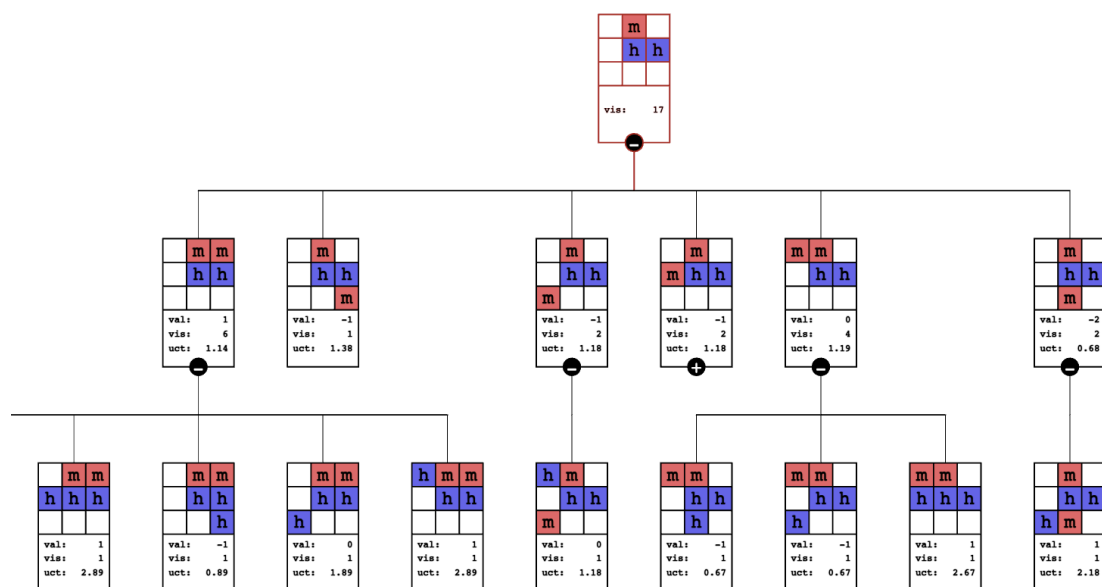 m
h h
vis: 17
−
m m
h h
val: 1
vis: 6
uct: 1.14
−
m
h h
m
val: -1
vis: 1
uct: 1.38
m
h h
m
val: -1
vis: 2
uct: 1.18
−
m
m h h
val: -1
vis: 2
uct: 1.18
+
m m
h h
val: 0
vis: 4
uct: 1.19
−
m
h h
m
val: -2
vis: 2
uct: 0.68
−
m m
h h h
val: 1
vis: 1
uct: 2.89
m m
h h
h
val: -1
vis: 1
uct: 0.89
m m
h h
h
val: 0
vis: 1
uct: 1.89
h m m
h h
val: 1
vis: 1
uct: 2.89
h m
h h
m
val: 0
vis: 1
uct: 1.18
m m
h h
h
val: -1
vis: 1
uct: 0.67
m m
h h
h
val: -1
vis: 1
uct: 0.67
m m
h h h
val: 1
vis: 1
uct: 2.67
m
h h
h m
val: 1
vis: 1
uct: 2.18